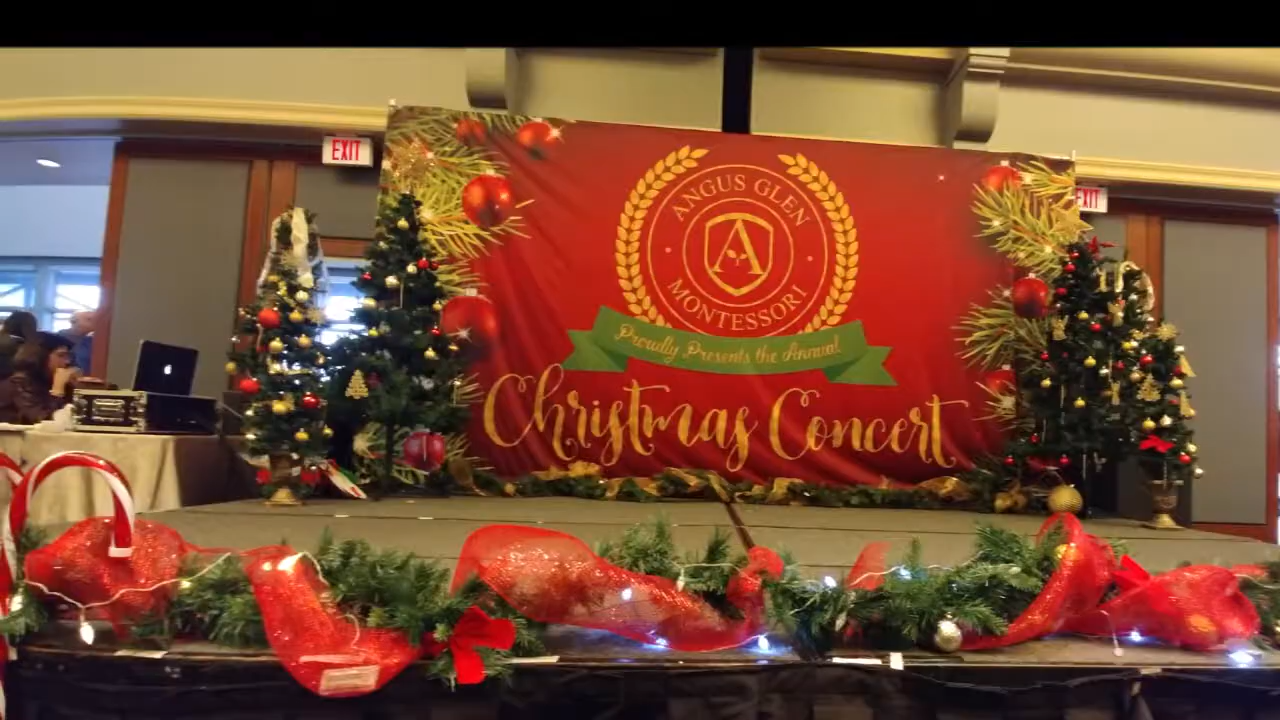 EXIT
EXIT
ANGUS GLEN
A
MONTESSORI
Proudly Presents the Annual
Christmas Concert